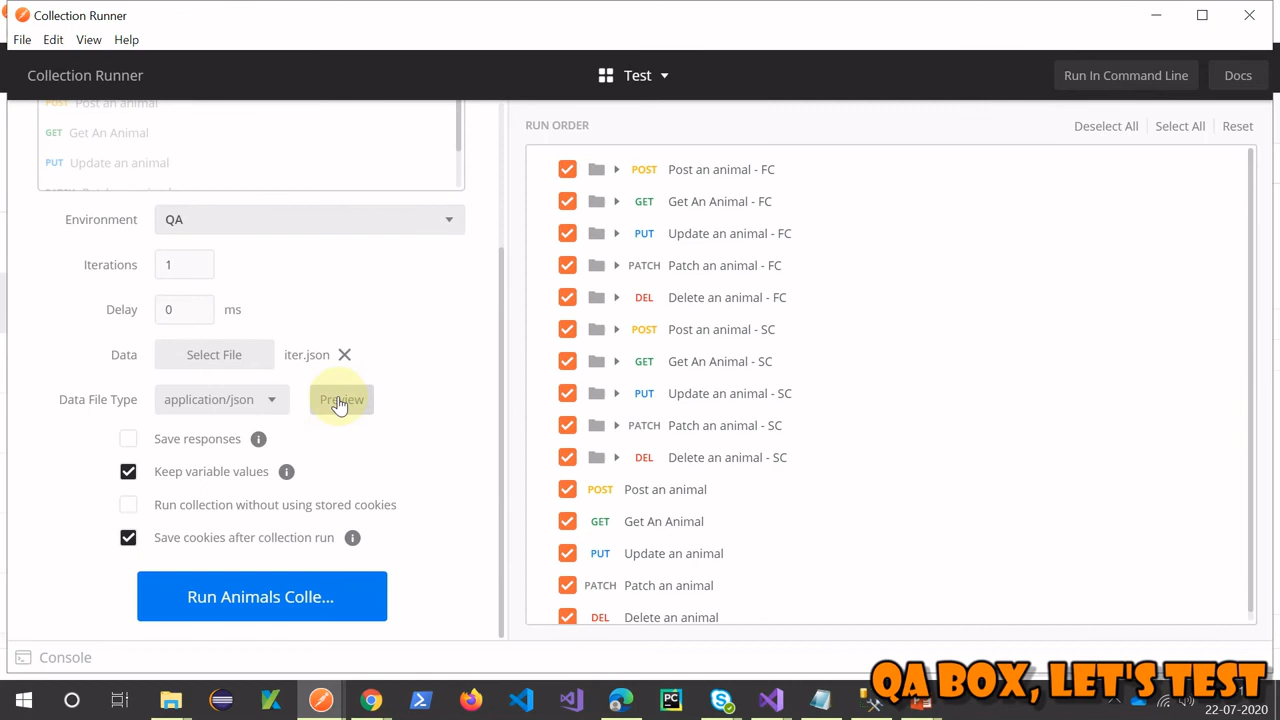 Collection Runner
File Edit View Help
Collection Runner
Test
Run In Command Line
Docs
POST Post an animal
GET Get An Animal
PUT Update an animal
Environment QA
Iterations 1
Delay 0 ms
Data Select File iter.json
Data File Type application/json Preview
Save responses
Keep variable values
Run collection without using stored cookies
Save cookies after collection run
Run Animals Colle...
RUN ORDER
Deselect All Select All Reset
POST Post an animal - FC
GET Get An Animal - FC
PUT Update an animal - FC
PATCH Patch an animal - FC
DEL Delete an animal - FC
POST Post an animal - SC
GET Get An Animal - SC
PUT Update an animal - SC
PATCH Patch an animal - SC
DEL Delete an animal - SC
POST Post an animal
GET Get An Animal
PUT Update an animal
PATCH Patch an animal
DEL Delete an animal
Console
QA BOX, LET'S TEST
22-07-2020